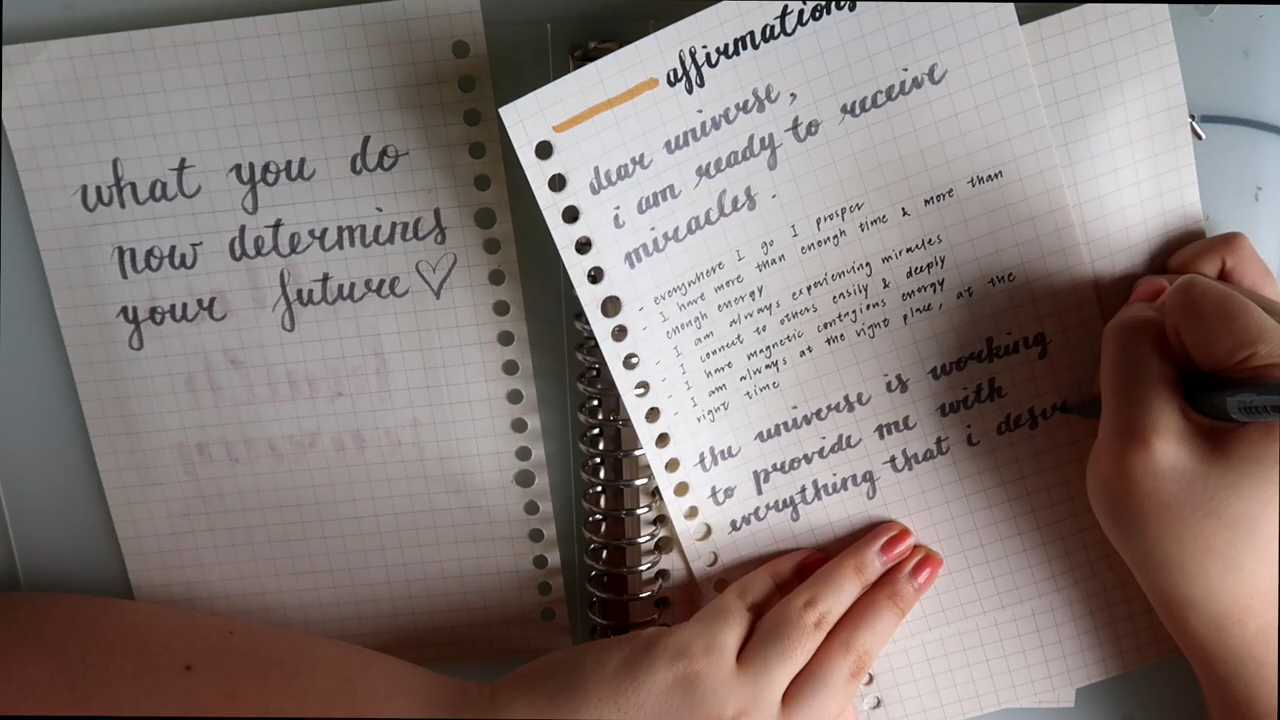 what you do
now determines
your future♡
affirmations
dear universe,
i am ready to receive
miracles.
- everywhere I go I prosper
- I have more than enough time & more than
enough energy
- I am always experiencing miracles
- I connect to others easily & deeply
- I have magnetic contagious energy
- I am always at the right place, at the
right time
the universe is working
to provide me with
everything that i desir